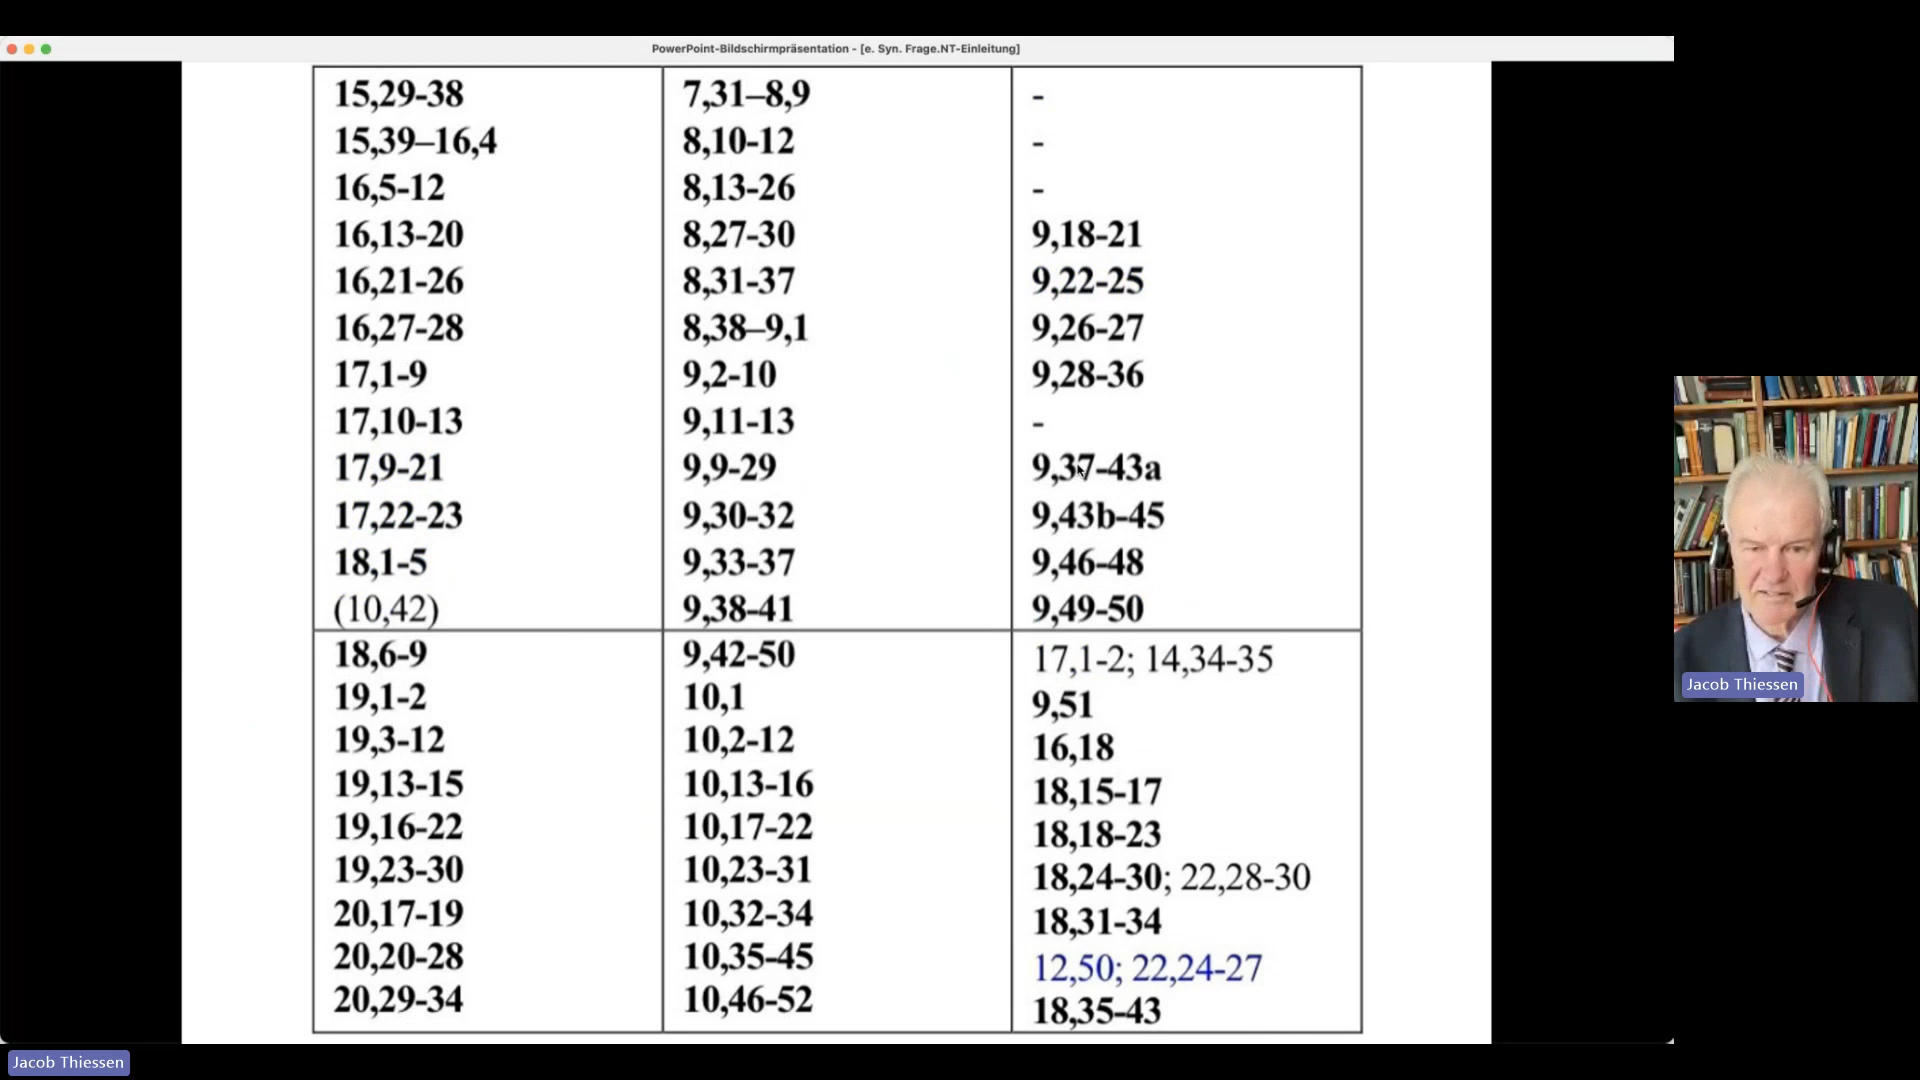 PowerPoint-Bildschirmpräsentation - [e. Syn. Frage.NT-Einleitung]
15,29-38 7,31–8,9 -
15,39–16,4 8,10-12 -
16,5-12 8,13-26 -
16,13-20 8,27-30 9,18-21
16,21-26 8,31-37 9,22-25
16,27-28 8,38–9,1 9,26-27
17,1-9 9,2-10 9,28-36
17,10-13 9,11-13 -
17,9-21 9,9-29 9,37-43a
17,22-23 9,30-32 9,43b-45
18,1-5 9,33-37 9,46-48
(10,42) 9,38-41 9,49-50
18,6-9 9,42-50 17,1-2; 14,34-35
19,1-2 10,1 9,51
19,3-12 10,2-12 16,18
19,13-15 10,13-16 18,15-17
19,16-22 10,17-22 18,18-23
19,23-30 10,23-31 18,24-30; 22,28-30
20,17-19 10,32-34 18,31-34
20,20-28 10,35-45 12,50; 22,24-27
20,29-34 10,46-52 18,35-43
Jacob Thiessen
Jacob Thiessen